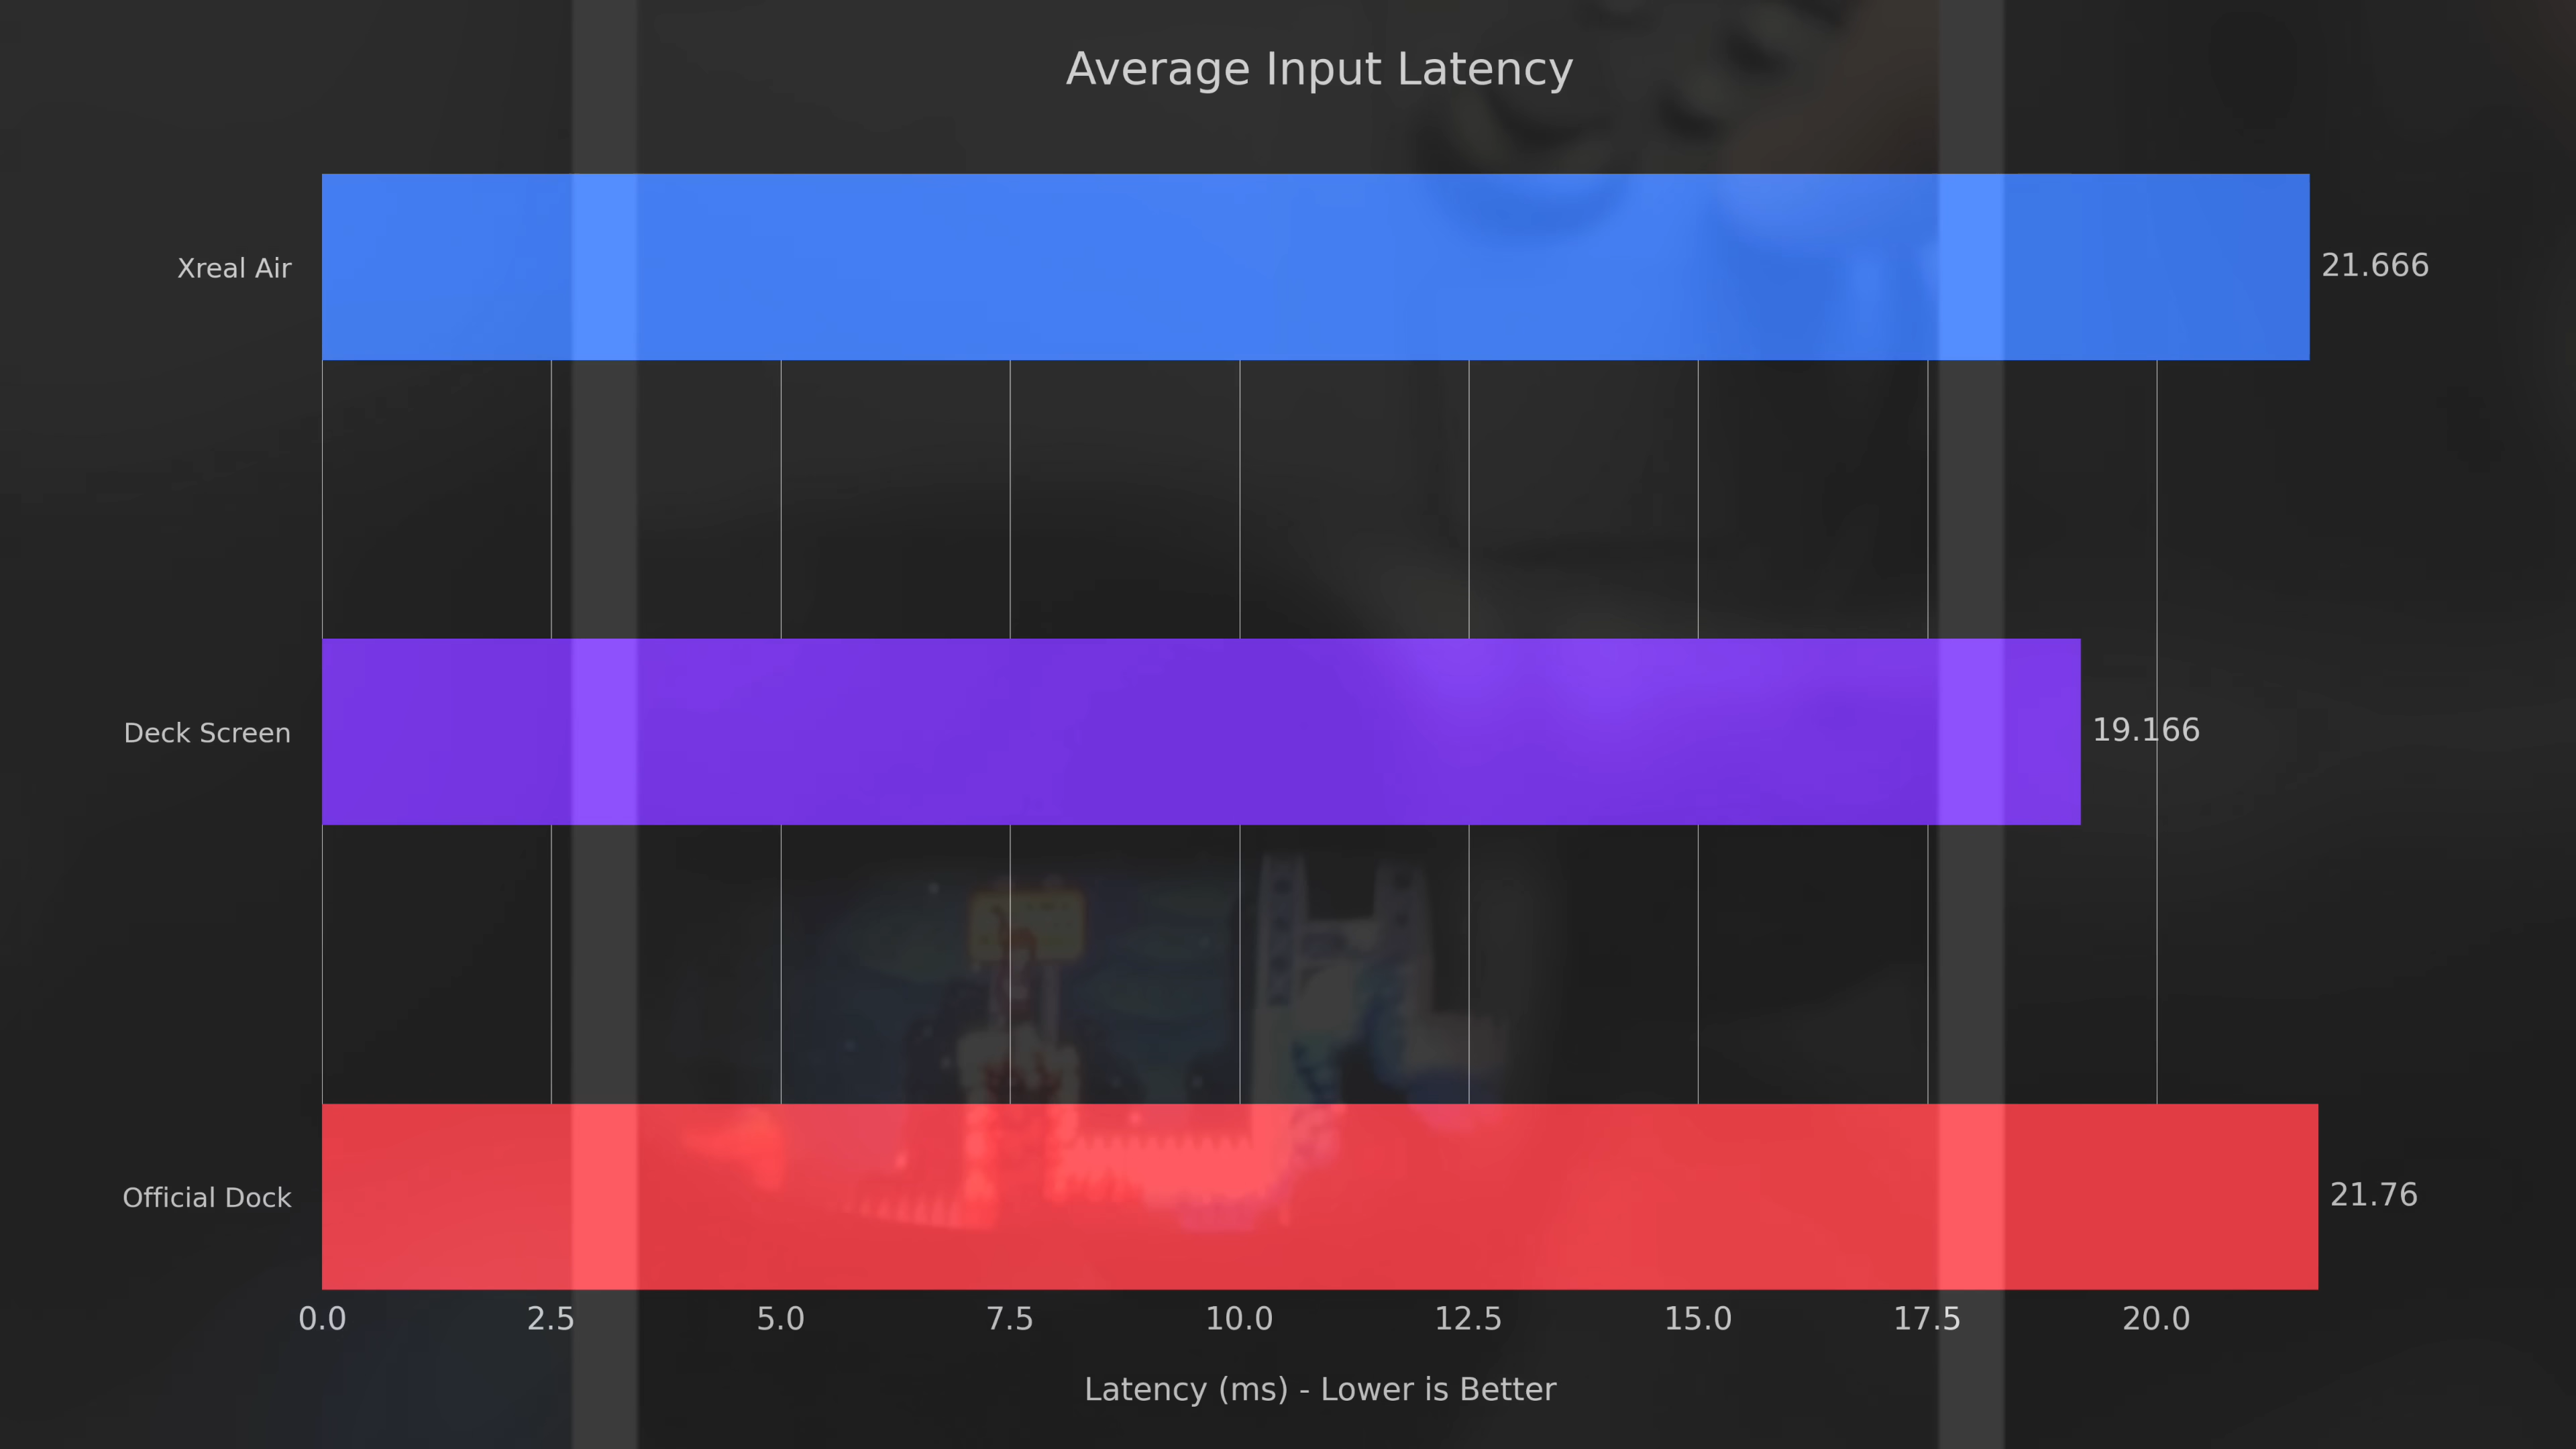 Average Input Latency
Xreal Air
21.666
Deck Screen
19.166
Official Dock
21.76
0.0 2.5 5.0 7.5 10.0 12.5 15.0 17.5 20.0
Latency (ms) - Lower is Better